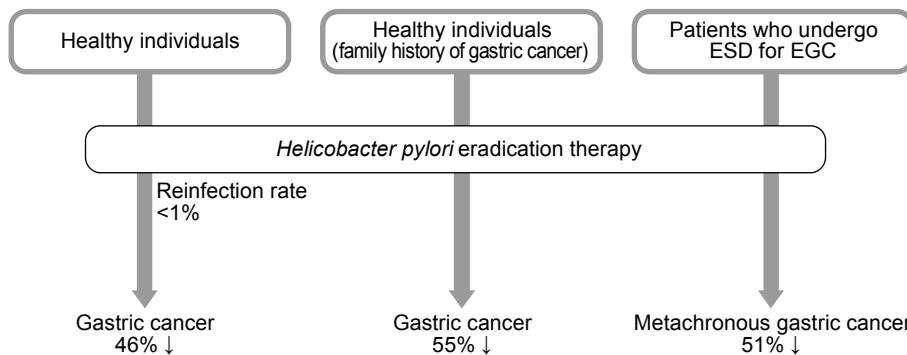 Healthy individuals
Healthy individuals
(family history of gastric cancer)
Patients who undergo
ESD for EGC
Helicobacter pylori eradication therapy
Reinfection rate
<1%
Gastric cancer
46% ↓
Gastric cancer
55% ↓
Metachronous gastric cancer
51% ↓